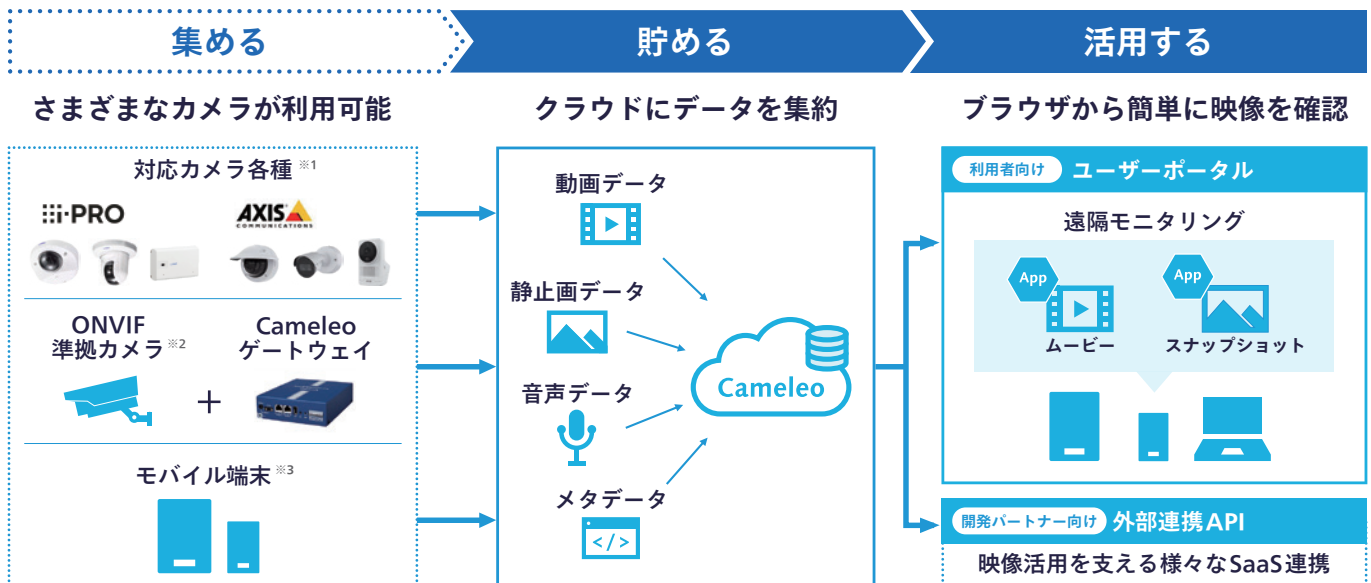 集める
貯める
活用する
さまざまなカメラが利用可能
クラウドにデータを集約
ブラウザから簡単に映像を確認
対応カメラ各種 ※1
i-PRO
AXIS
COMMUNICATIONS
ONVIF
準拠カメラ※2
+
Cameleo
ゲートウェイ
モバイル端末※3
動画データ
静止画データ
音声データ
メタデータ
</>
Cameleo
利用者向け ユーザーポータル
遠隔モニタリング
App
ムービー
App
スナップショット
開発パートナー向け 外部連携API
映像活用を支える様々なSaaS連携